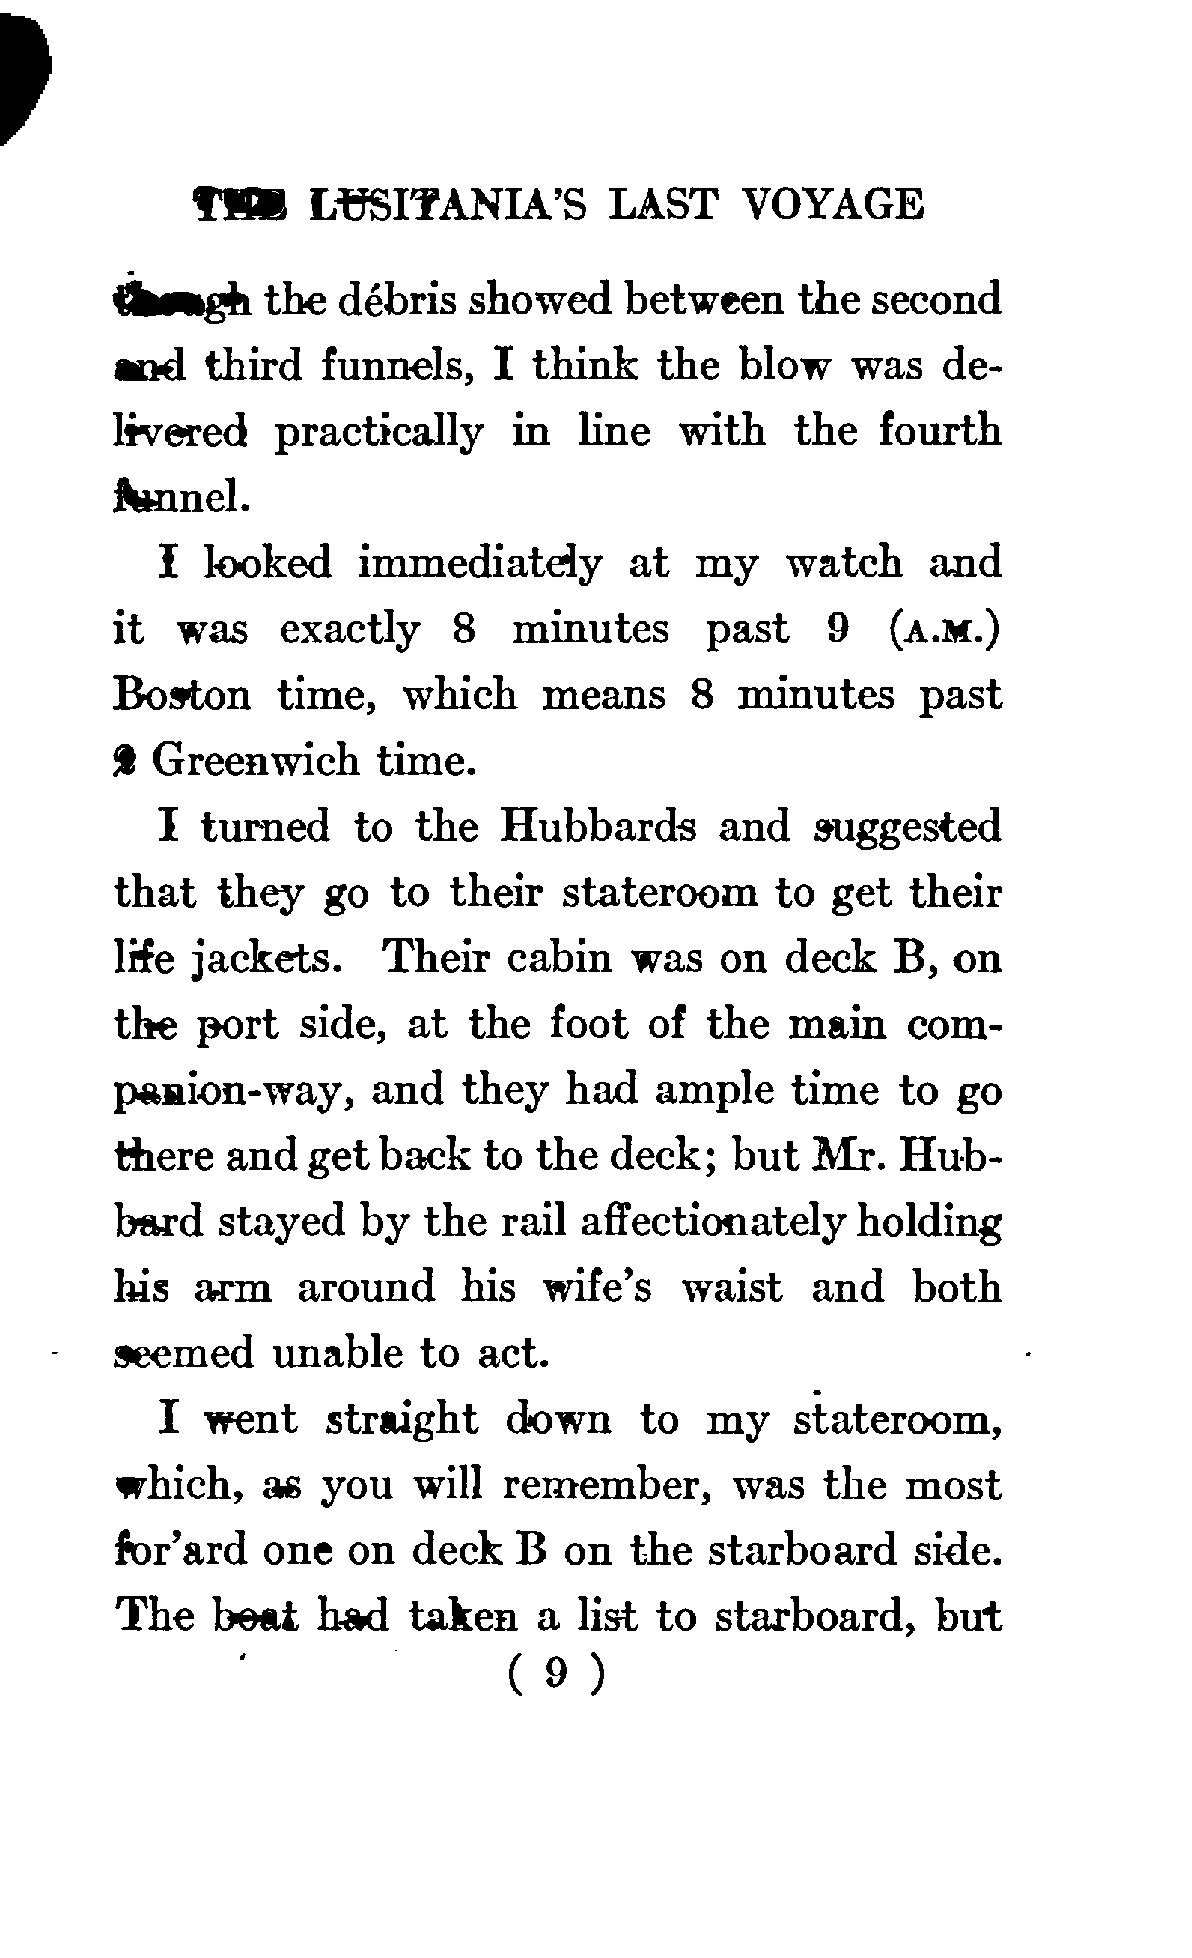 THE LUSITANIA'S LAST VOYAGE
though the débris showed between the second
and third funnels, I think the blow was de-
livered practically in line with the fourth
funnel.
I looked immediately at my watch and
it was exactly 8 minutes past 9 (A.M.)
Boston time, which means 8 minutes past
2 Greenwich time.
I turned to the Hubbards and suggested
that they go to their stateroom to get their
life jackets. Their cabin was on deck B, on
the port side, at the foot of the main com-
panion-way, and they had ample time to go
there and get back to the deck; but Mr. Hub-
bard stayed by the rail affectionately holding
his arm around his wife's waist and both
seemed unable to act.
I went straight down to my stateroom,
which, as you will remember, was the most
for'ard one on deck B on the starboard side.
The boat had taken a list to starboard, but
( 9 )